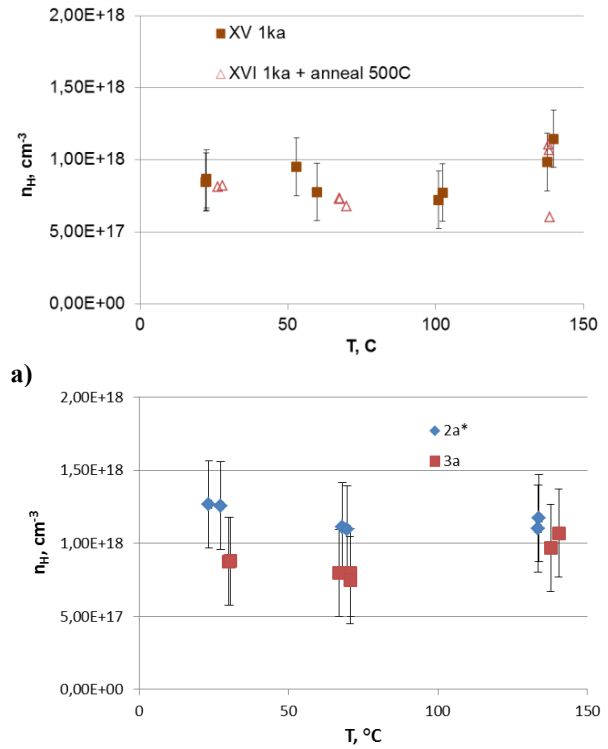 2,00E+18
XV 1ka
XVI 1ka + anneal 500C
1,50E+18
nH, cm-3
1,00E+18
5,00E+17
0,00E+00
0 50 100 150
T, C
a)
2,00E+18
2a*
3a
1,50E+18
nH, cm-3
1,00E+18
5,00E+17
0,00E+00
0 50 100 150
T, °C